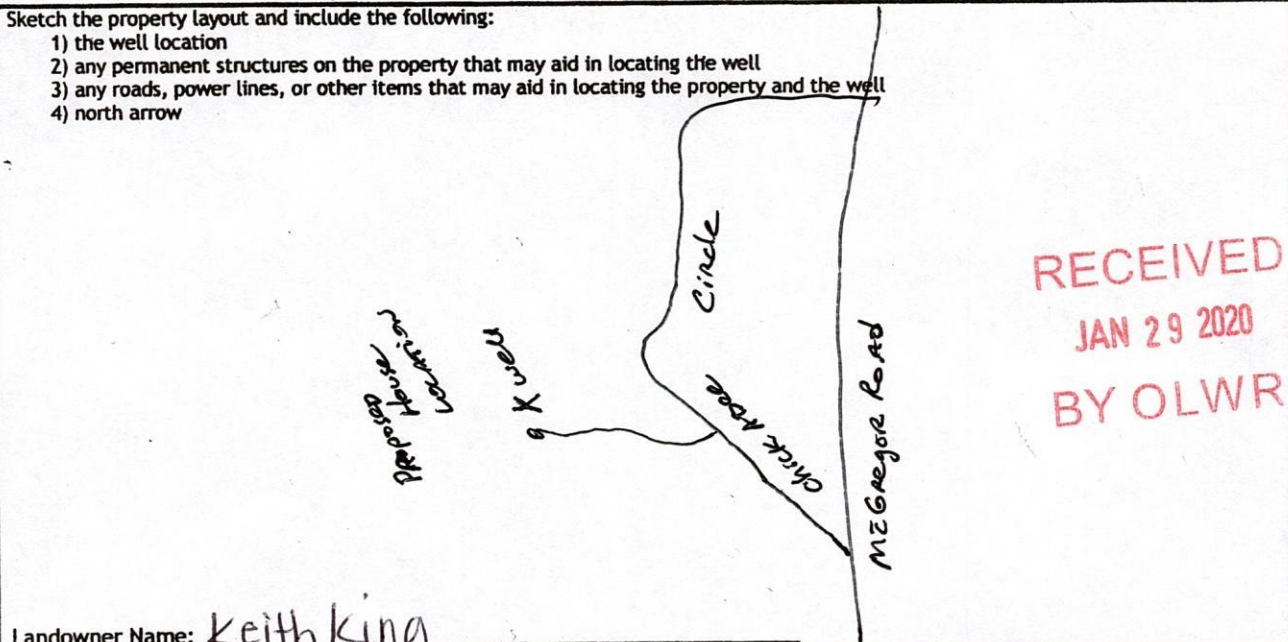 Sketch the property layout and include the following:
1) the well location
2) any permanent structures on the property that may aid in locating the well
3) any roads, power lines, or other items that may aid in locating the property and the well
4) north arrow
Proposed
House
Location
X well
Circle
McGregor Road
RECEIVED
JAN 29 2020
BY OLWR
Landowner Name: Keith King